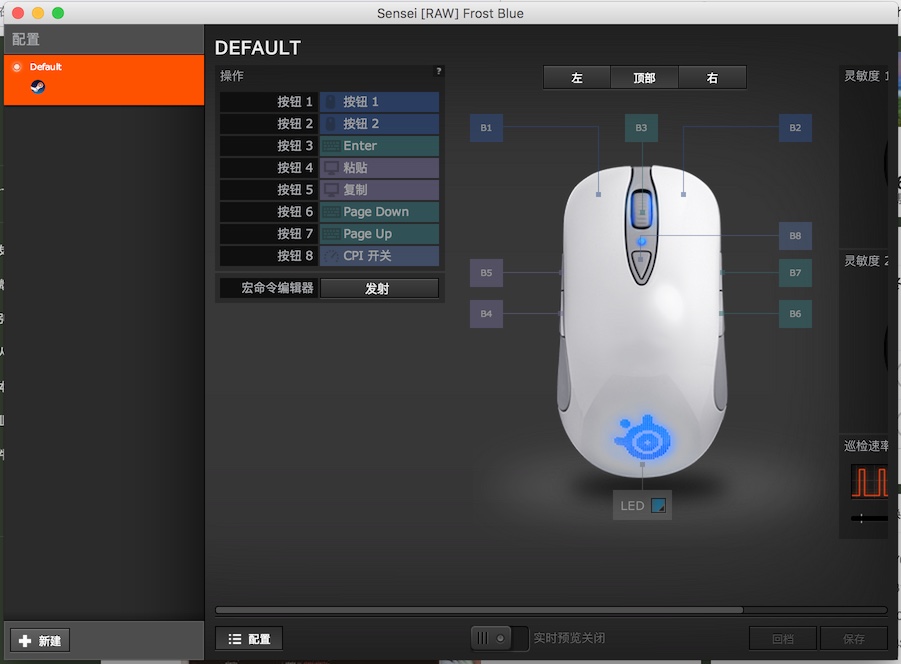 Sensei [RAW] Frost Blue
配置
Default
DEFAULT
操作 ?
按钮 1 按钮 1
按钮 2 按钮 2
按钮 3 Enter
按钮 4 粘贴
按钮 5 复制
按钮 6 Page Down
按钮 7 Page Up
按钮 8 CPI 开关
宏命令编辑器 发射
左 顶部 右
B1 B3 B2
B8
B5 B7
B4 B6
LED
灵敏度 1
灵敏度 2
巡检速率
新建
配置
实时预览关闭
回档 保存